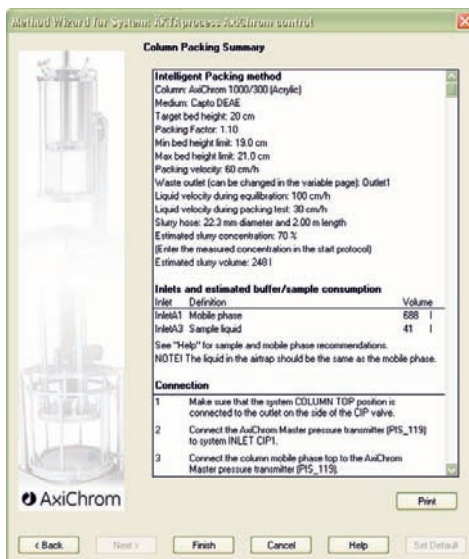 Method Wizard for System: ÄKTAprocess AxiChrom control
Column Packing Summary
Intelligent Packing method
Column: AxiChrom 1000/300 (Acrylic)
Medium: Capto DEAE
Target bed height: 20 cm
Packing Factor: 1.10
Min bed height limit: 19.0 cm
Max bed height limit: 21.0 cm
Packing velocity: 60 cm/h
Waste outlet (can be changed in the variable page): Outlet1
Liquid velocity during equilibration: 100 cm/h
Liquid velocity during packing test: 30 cm/h
Slurry hose: 22.3 mm diameter and 2.00 m length
Estimated slurry concentration: 70 %
(Enter the measured concentration in the start protocol)
Estimated slurry volume: 248 l
Inlets and estimated buffer/sample consumption
Inlet Definition Volume
InletA1 Mobile phase 688 l
InletA3 Sample liquid 41 l
See "Help" for sample and mobile phase recommendations.
NOTE! The liquid in the airtrap should be the same as the mobile phase.
Connection
1 Make sure that the system COLUMN TOP position is
connected to the outlet on the side of the CIP valve.
2 Connect the AxiChrom Master pressure transmitter (PIS_119)
to system INLET CIP1.
3 Connect the column mobile phase top to the AxiChrom
Master pressure transmitter (PIS_119).
AxiChrom
Print
< Back Next > Finish Cancel Help Set Default